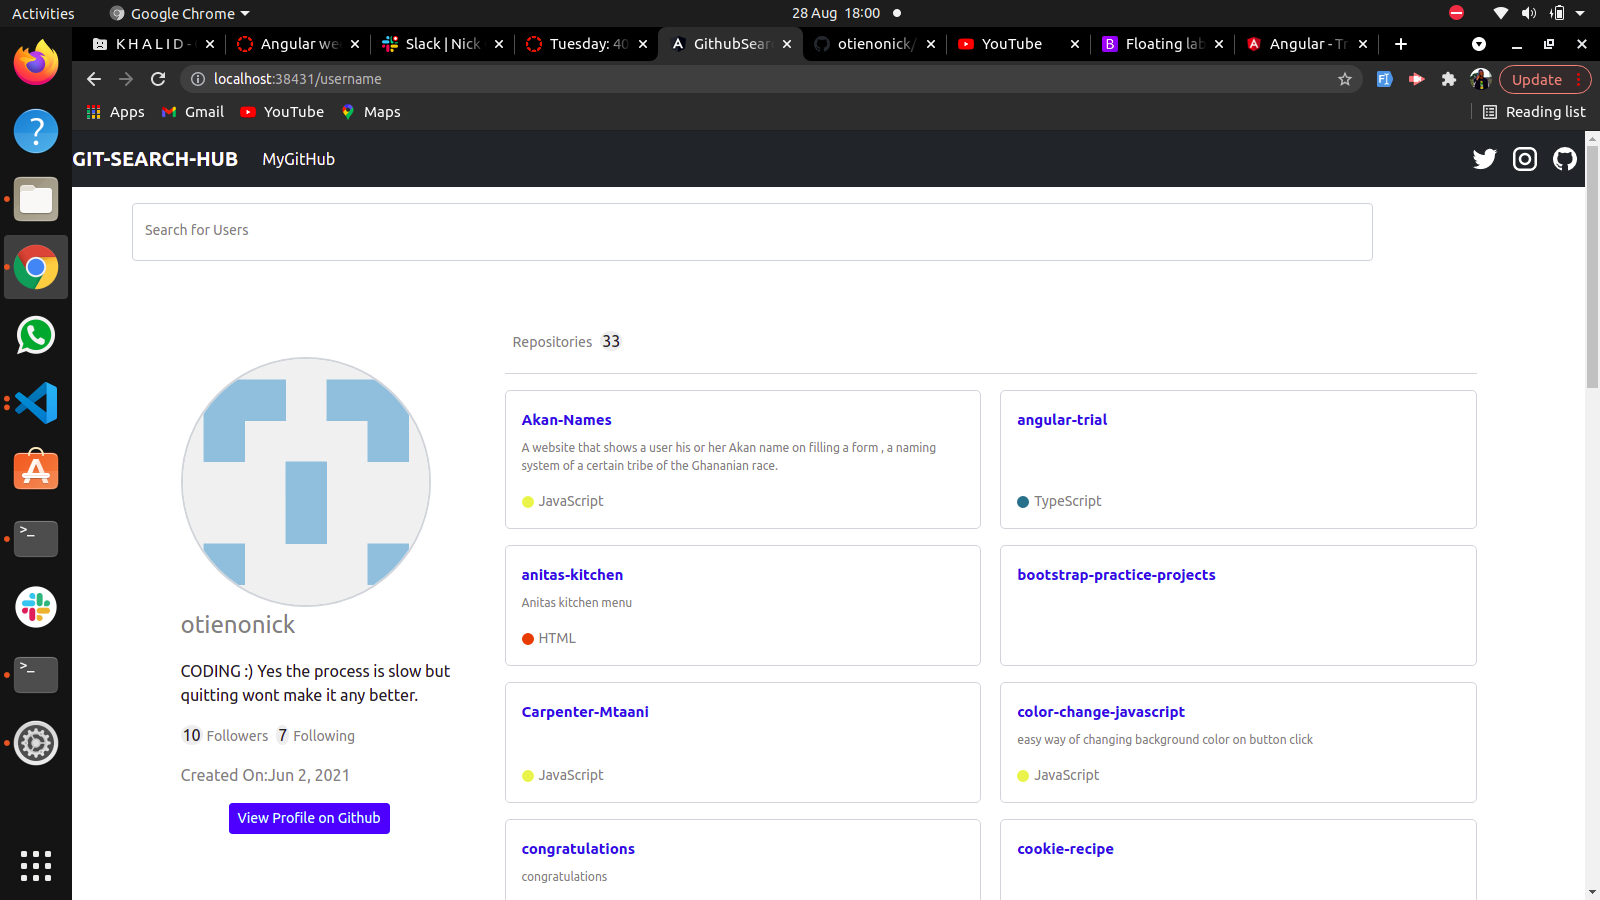 Activities
Google Chrome
28 Aug 18:00
K H A L I D -
Angular we
Slack | Nick
Tuesday: 40
GithubSear
otienonick/
YouTube
Floating lab
Angular - Tr
localhost:38431/username
Update
Apps
Gmail
YouTube
Maps
Reading list
GIT-SEARCH-HUB
MyGitHub
Search for Users
otienonick
CODING :) Yes the process is slow but
quitting wont make it any better.
10 Followers 7 Following
Created On:Jun 2, 2021
View Profile on Github
Repositories 33
Akan-Names
A website that shows a user his or her Akan name on filling a form , a naming
system of a certain tribe of the Ghananian race.
JavaScript
angular-trial
TypeScript
anitas-kitchen
Anitas kitchen menu
HTML
bootstrap-practice-projects
Carpenter-Mtaani
JavaScript
color-change-javascript
easy way of changing background color on button click
JavaScript
congratulations
congratulations
cookie-recipe